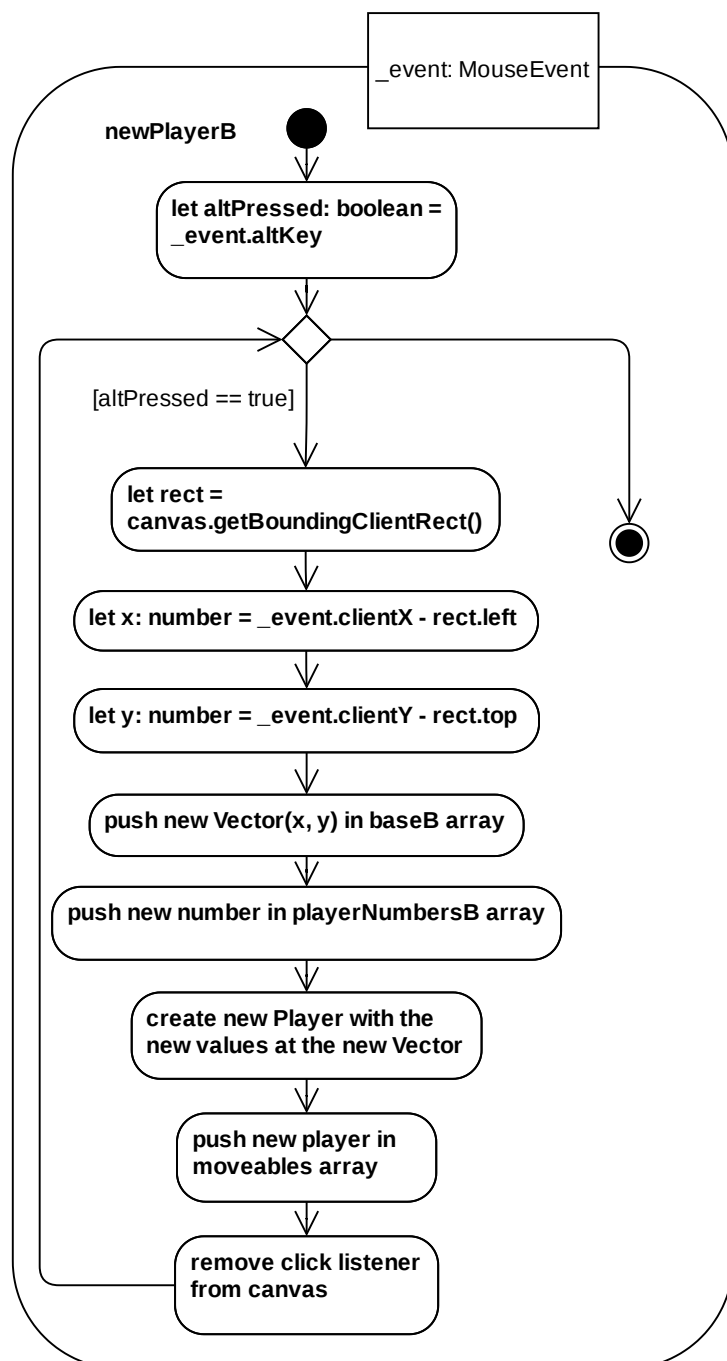 _event: MouseEvent
newPlayerB
let altPressed: boolean =
_event.altKey
[altPressed == true]
let rect =
canvas.getBoundingClientRect()
let x: number = _event.clientX - rect.left
let y: number = _event.clientY - rect.top
push new Vector(x, y) in baseB array
push new number in playerNumbersB array
create new Player with the
new values at the new Vector
push new player in
moveables array
remove click listener
from canvas